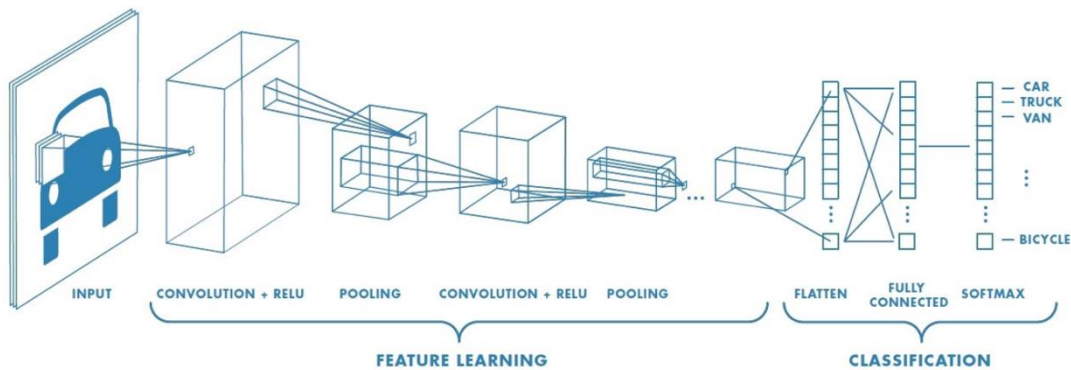 CAR
TRUCK
VAN
BICYCLE
INPUT
CONVOLUTION + RELU
POOLING
CONVOLUTION + RELU
POOLING
FLATTEN
FULLY
CONNECTED
SOFTMAX
FEATURE LEARNING
CLASSIFICATION